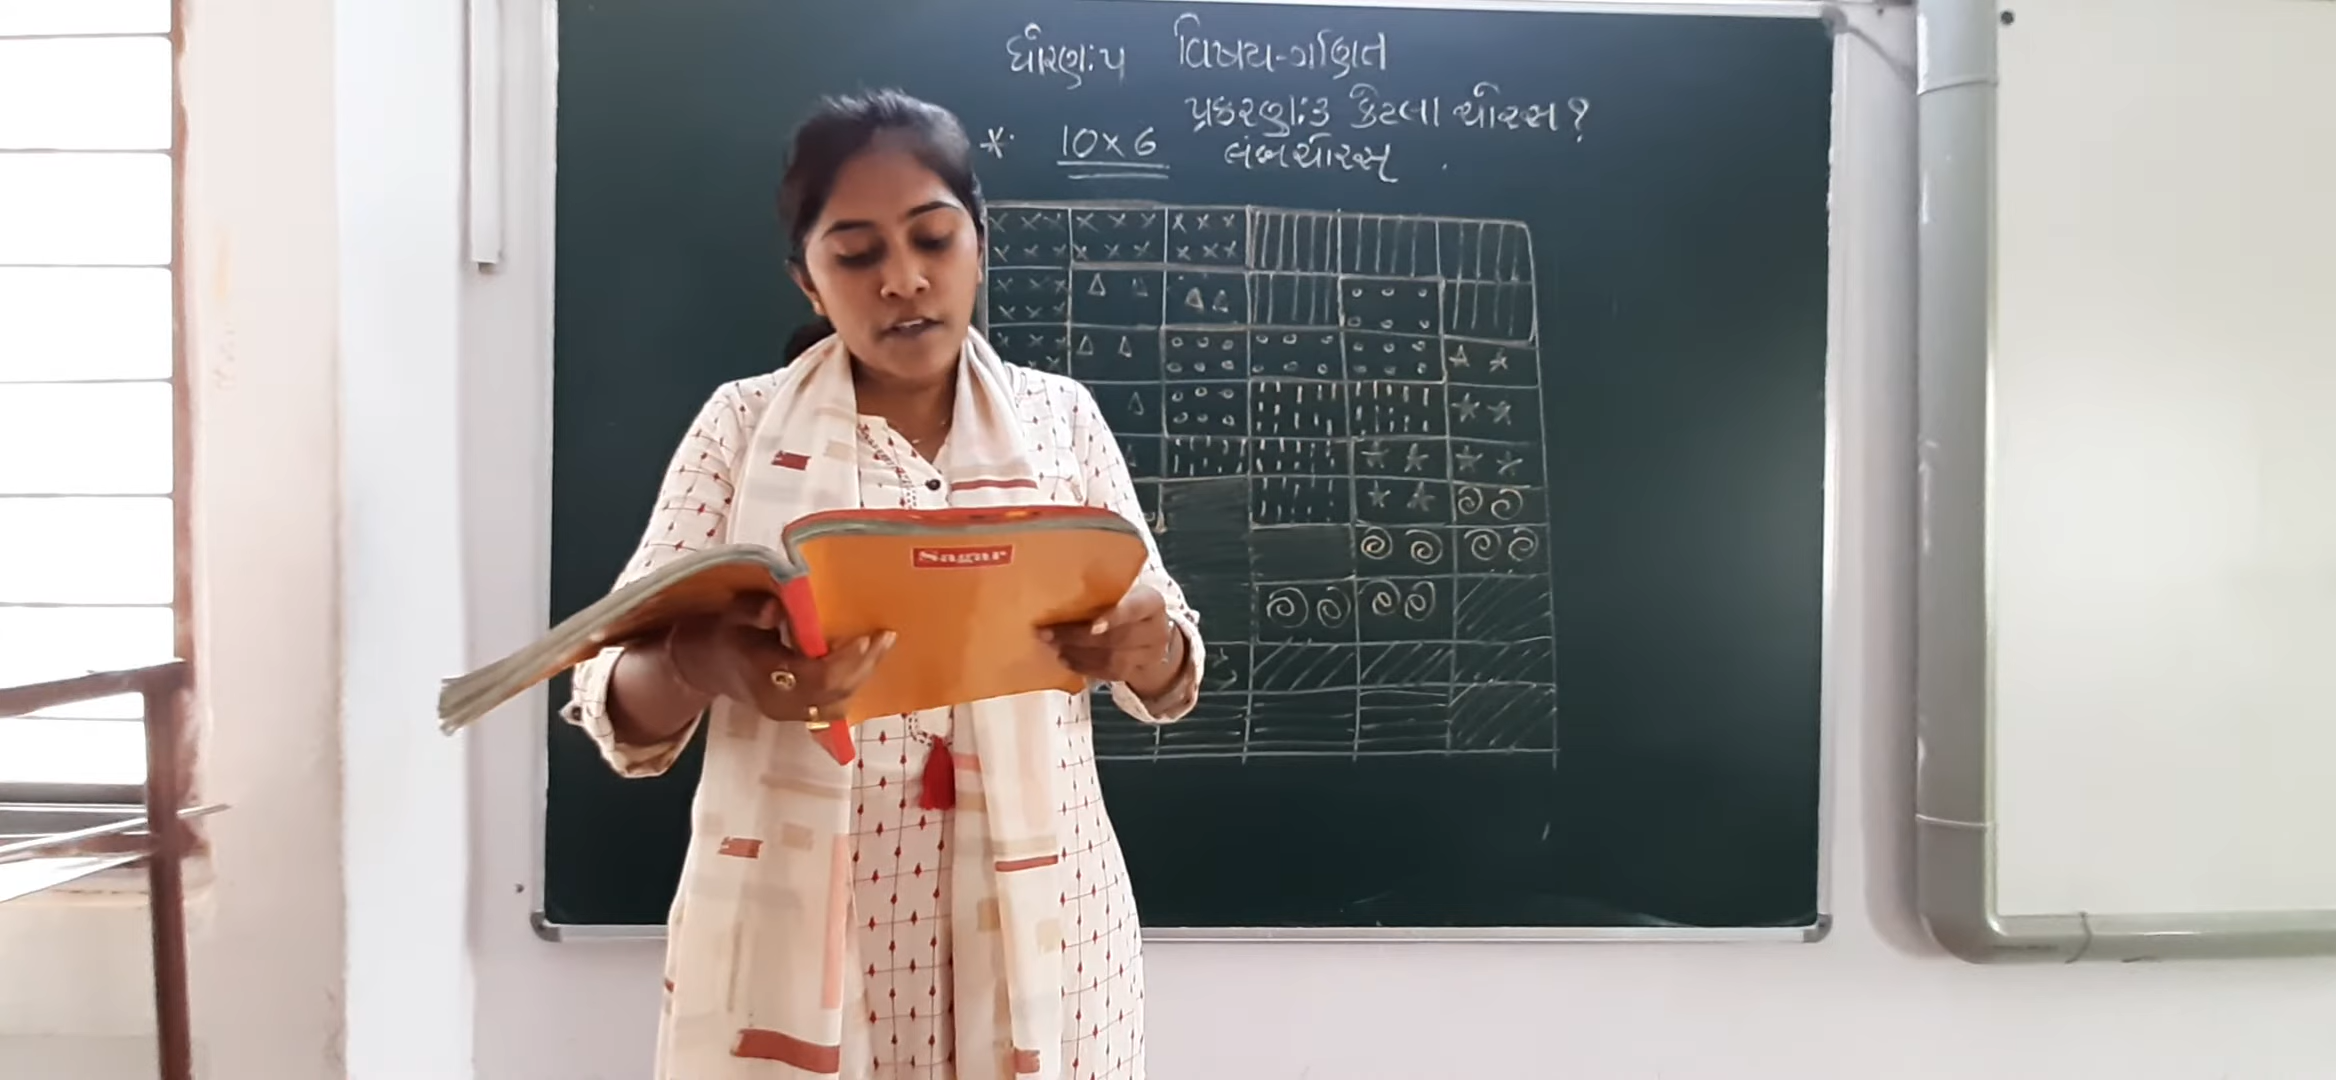 ધોરણ:૫ વિષય-ગણિત
પ્રકરણ:૩ કેટલા ચોરસ?
* 10×6 લંબચોરસ
Sagar